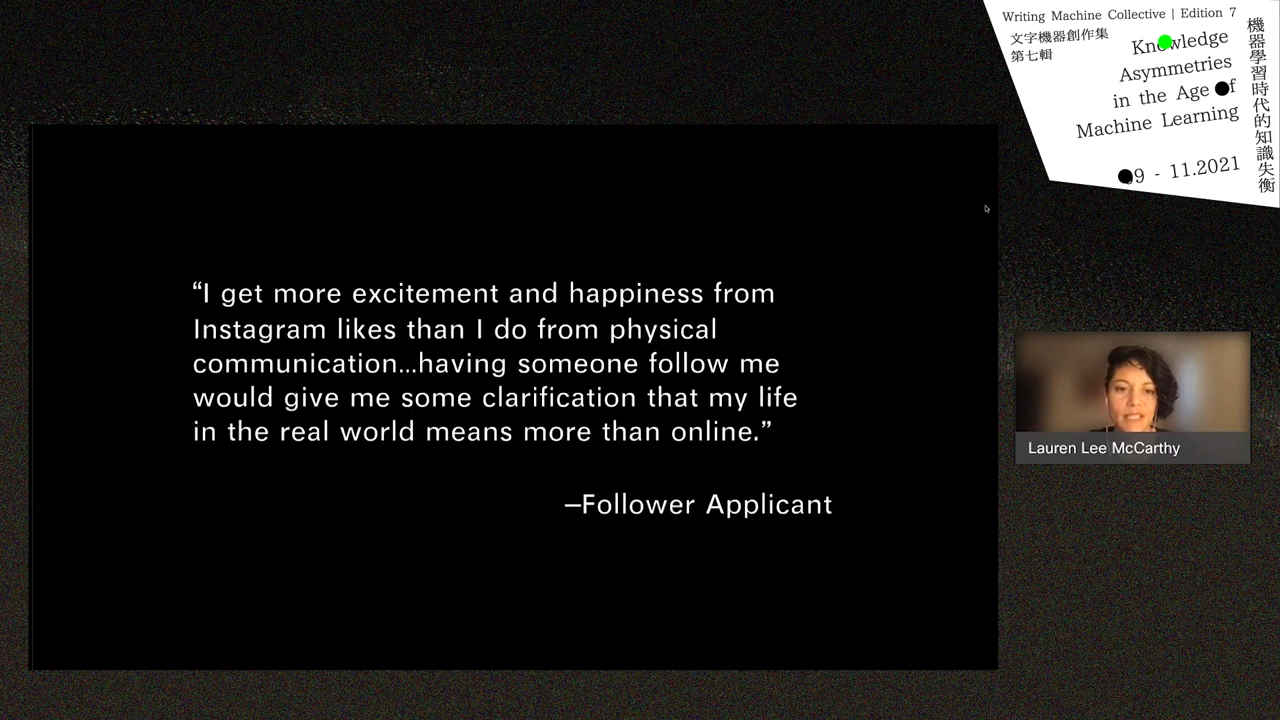 Writing Machine Collective | Edition 7
文字機器創作集
第七輯
Knowledge
Asymmetries
in the Age of
Machine Learning
09 - 11.2021
機器學習時代的知識失衡
“I get more excitement and happiness from
Instagram likes than I do from physical
communication...having someone follow me
would give me some clarification that my life
in the real world means more than online.”
—Follower Applicant
Lauren Lee McCarthy